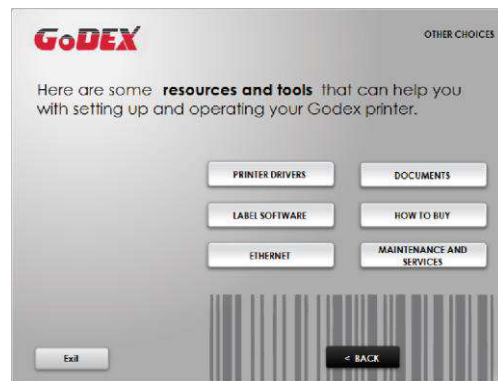 GODEX
OTHER CHOICES
Here are some resources and tools that can help you
with setting up and operating your Godex printer.
PRINTER DRIVERS
DOCUMENTS
LABEL SOFTWARE
HOW TO BUY
ETHERNET
MAINTENANCE AND
SERVICES
Exil
< BACK